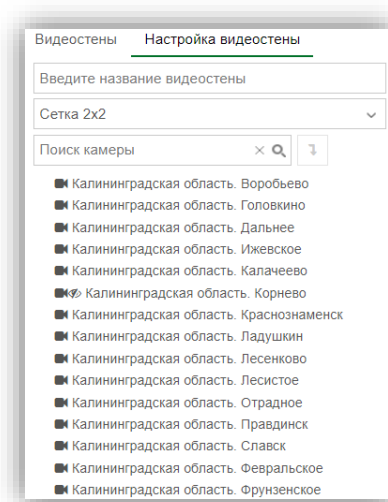 Видеостены Настройка видеостены
Введите название видеостены
Сетка 2x2
Поиск камеры
Калининградская область. Воробьево
Калининградская область. Головкино
Калининградская область. Дальнее
Калининградская область. Ижевское
Калининградская область. Калачеево
Калининградская область. Корнево
Калининградская область. Краснознаменск
Калининградская область. Ладушкин
Калининградская область. Лесенково
Калининградская область. Лесистое
Калининградская область. Отрадное
Калининградская область. Правдинск
Калининградская область. Славск
Калининградская область. Февральское
Калининградская область. Фрунзенское